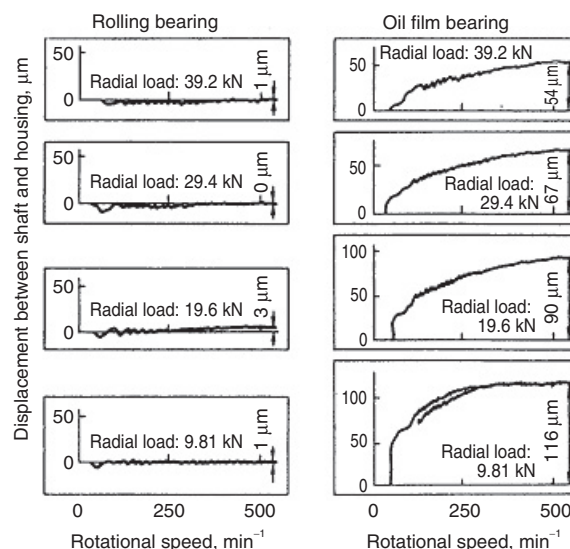 Rolling bearing
Displacement between shaft and housing, μm
50
0
Radial load: 39.2 kN
1 μm
50
0
Radial load: 29.4 kN
0 μm
50
0
Radial load: 19.6 kN
3 μm
50
0
Radial load: 9.81 kN
1 μm
0
250
500
Rotational speed, min⁻¹
Oil film bearing
100
50
0
Radial load: 39.2 kN
54 μm
50
0
Radial load:
29.4 kN
67 μm
100
50
0
Radial load:
19.6 kN
90 μm
100
50
0
Radial load:
9.81 kN
116 μm
0
250
500
Rotational speed, min⁻¹